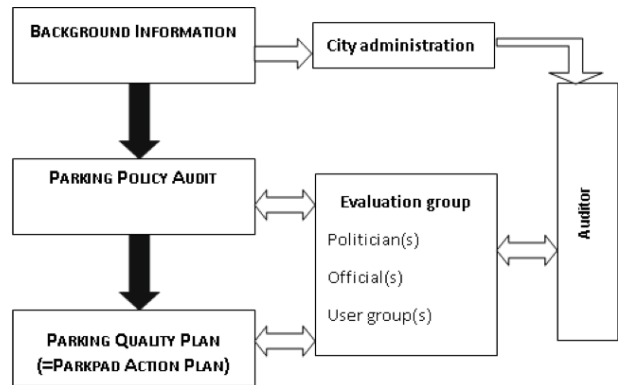 BACKGROUND INFORMATION
City administration
PARKING POLICY AUDIT
Evaluation group
Politician(s)
Official(s)
User group(s)
Auditor
PARKING QUALITY PLAN
(=PARKPAD ACTION PLAN)